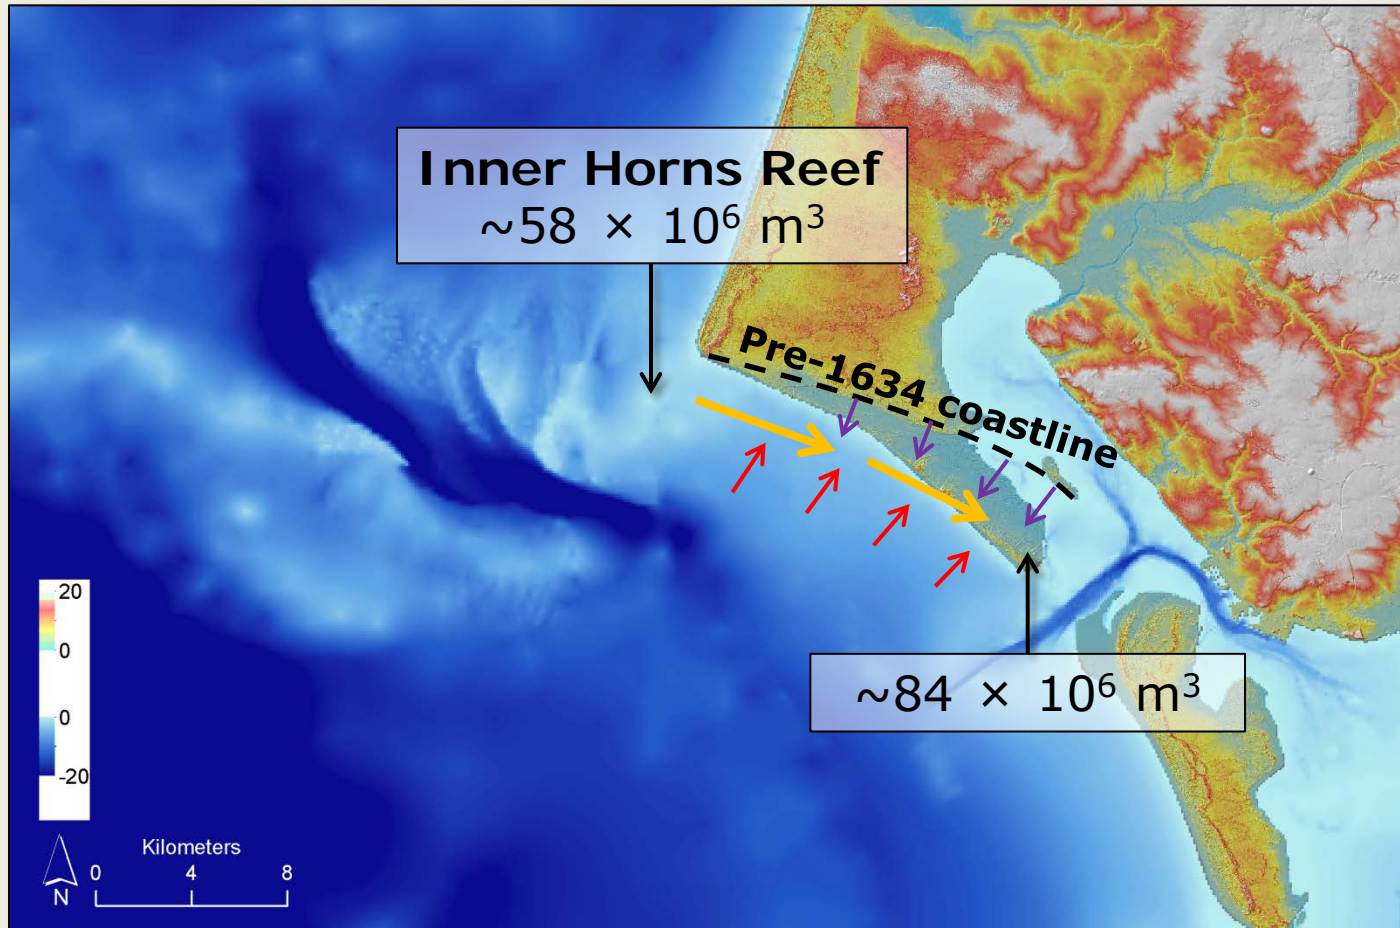 Inner Horns Reef
~58 × 10⁶ m³
Pre-1634 coastline
~84 × 10⁶ m³
20
0
0
-20
Kilometers
0 4 8
N